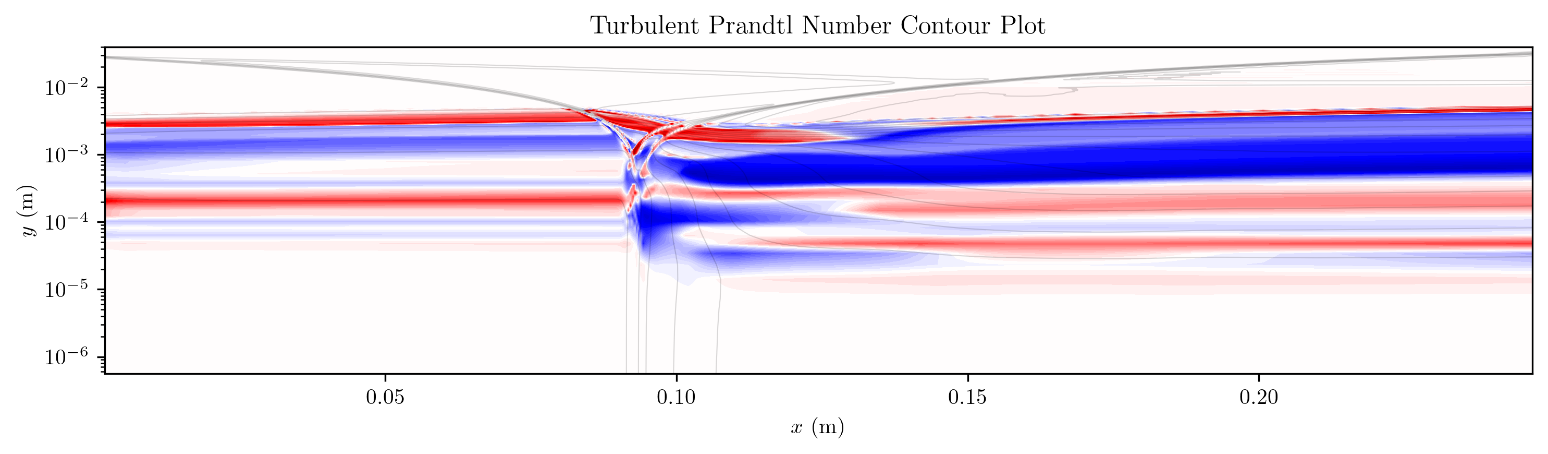 Turbulent Prandtl Number Contour Plot
10⁻²
10⁻³
10⁻⁴
10⁻⁵
10⁻⁶
y (m)
0.05 0.10 0.15 0.20
x (m)